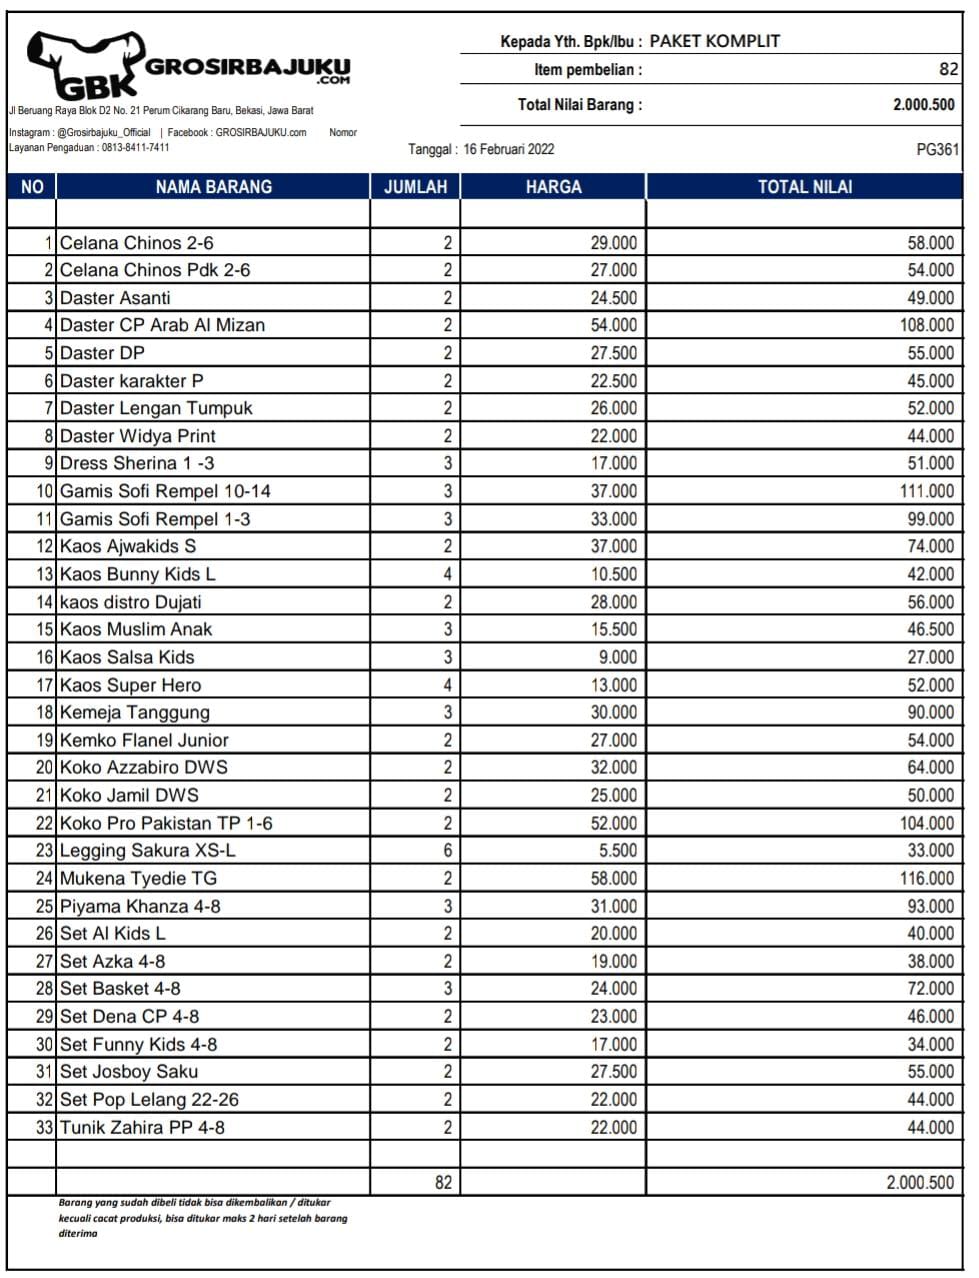 GBK GROSIRBAJUKU
.COM
Jl Beruang Raya Blok D2 No. 21 Perum Cikarang Baru, Bekasi, Jawa Barat
Instagram : @Grosirbajuku_Official | Facebook : GROSIRBAJUKU.com Nomor
Layanan Pengaduan : 0813-8411-7411
Kepada Yth. Bpk/Ibu : PAKET KOMPLIT
Item pembelian : 82
Total Nilai Barang : 2.000.500
Tanggal : 16 Februari 2022 PG361
NO NAMA BARANG JUMLAH HARGA TOTAL NILAI
1 Celana Chinos 2-6 2 29.000 58.000
2 Celana Chinos Pdk 2-6 2 27.000 54.000
3 Daster Asanti 2 24.500 49.000
4 Daster CP Arab Al Mizan 2 54.000 108.000
5 Daster DP 2 27.500 55.000
6 Daster karakter P 2 22.500 45.000
7 Daster Lengan Tumpuk 2 26.000 52.000
8 Daster Widya Print 2 22.000 44.000
9 Dress Sherina 1 -3 3 17.000 51.000
10 Gamis Sofi Rempel 10-14 3 37.000 111.000
11 Gamis Sofi Rempel 1-3 3 33.000 99.000
12 Kaos Ajwakids S 2 37.000 74.000
13 Kaos Bunny Kids L 4 10.500 42.000
14 kaos distro Dujati 2 28.000 56.000
15 Kaos Muslim Anak 3 15.500 46.500
16 Kaos Salsa Kids 3 9.000 27.000
17 Kaos Super Hero 4 13.000 52.000
18 Kemeja Tanggung 3 30.000 90.000
19 Kemko Flanel Junior 2 27.000 54.000
20 Koko Azzabiro DWS 2 32.000 64.000
21 Koko Jamil DWS 2 25.000 50.000
22 Koko Pro Pakistan TP 1-6 2 52.000 104.000
23 Legging Sakura XS-L 6 5.500 33.000
24 Mukena Tyedie TG 2 58.000 116.000
25 Piyama Khanza 4-8 3 31.000 93.000
26 Set Al Kids L 2 20.000 40.000
27 Set Azka 4-8 2 19.000 38.000
28 Set Basket 4-8 3 24.000 72.000
29 Set Dena CP 4-8 2 23.000 46.000
30 Set Funny Kids 4-8 2 17.000 34.000
31 Set Josboy Saku 2 27.500 55.000
32 Set Pop Lelang 22-26 2 22.000 44.000
33 Tunik Zahira PP 4-8 2 22.000 44.000
82 2.000.500
Barang yang sudah dibeli tidak bisa dikembalikan / ditukar
kecuali cacat produksi, bisa ditukar maks 2 hari setelah barang
diterima